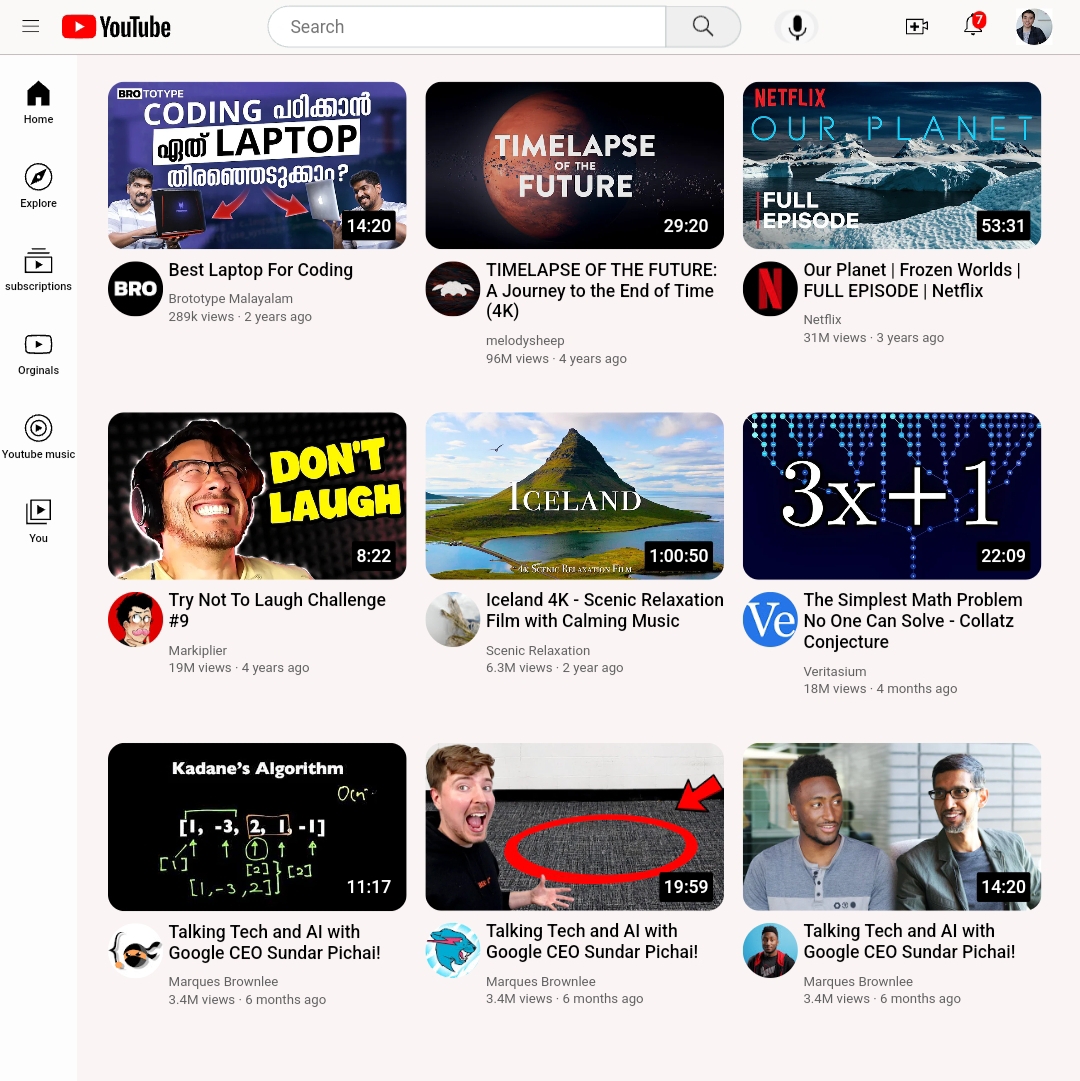 YouTube
Search
7
Home
Explore
subscriptions
Orginals
Youtube music
You
BROTOTYPE
CODING പഠിക്കാൻ
ഏത് LAPTOP
തിരഞ്ഞെടുക്കാം?
14:20
BRO
Best Laptop For Coding
Brototype Malayalam
289k views · 2 years ago
TIMELAPSE
OF THE
FUTURE
29:20
TIMELAPSE OF THE FUTURE:
A Journey to the End of Time
(4K)
melodysheep
96M views · 4 years ago
NETFLIX
OUR PLANET
FULL
EPISODE
53:31
N
Our Planet | Frozen Worlds |
FULL EPISODE | Netflix
Netflix
31M views · 3 years ago
DON'T
LAUGH
8:22
Try Not To Laugh Challenge
#9
Markiplier
19M views · 4 years ago
ICELAND
4K SCENIC RELAXATION FILM
1:00:50
Iceland 4K - Scenic Relaxation
Film with Calming Music
Scenic Relaxation
6.3M views · 2 year ago
3x+1
22:09
Ve
The Simplest Math Problem
No One Can Solve - Collatz
Conjecture
Veritasium
18M views · 4 months ago
Kadane's Algorithm
[1, -3, 2, 1, -1]
[1]
[2]
[2]
[1,-3,2]
11:17
Talking Tech and AI with
Google CEO Sundar Pichai!
Marques Brownlee
3.4M views · 6 months ago
19:59
Talking Tech and AI with
Google CEO Sundar Pichai!
Marques Brownlee
3.4M views · 6 months ago
14:20
Talking Tech and AI with
Google CEO Sundar Pichai!
Marques Brownlee
3.4M views · 6 months ago